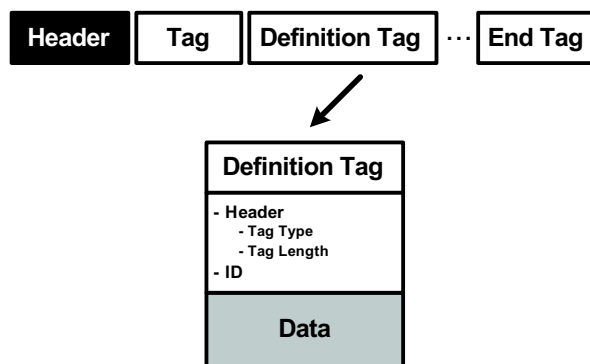 Header Tag Definition Tag ... End Tag
Definition Tag
- Header
- Tag Type
- Tag Length
- ID
Data